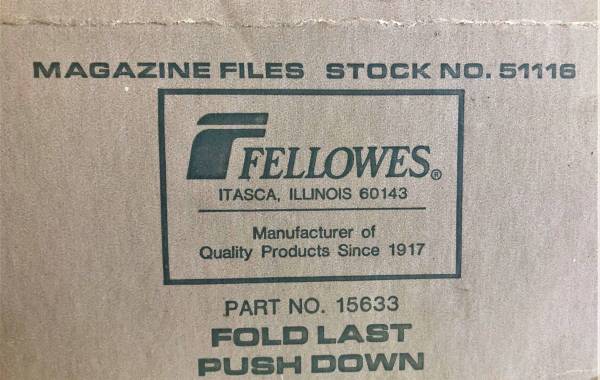 MAGAZINE FILES STOCK NO. 51116
FELLOWES®
ITASCA, ILLINOIS 60143
Manufacturer of
Quality Products Since 1917
PART NO. 15633
FOLD LAST
PUSH DOWN